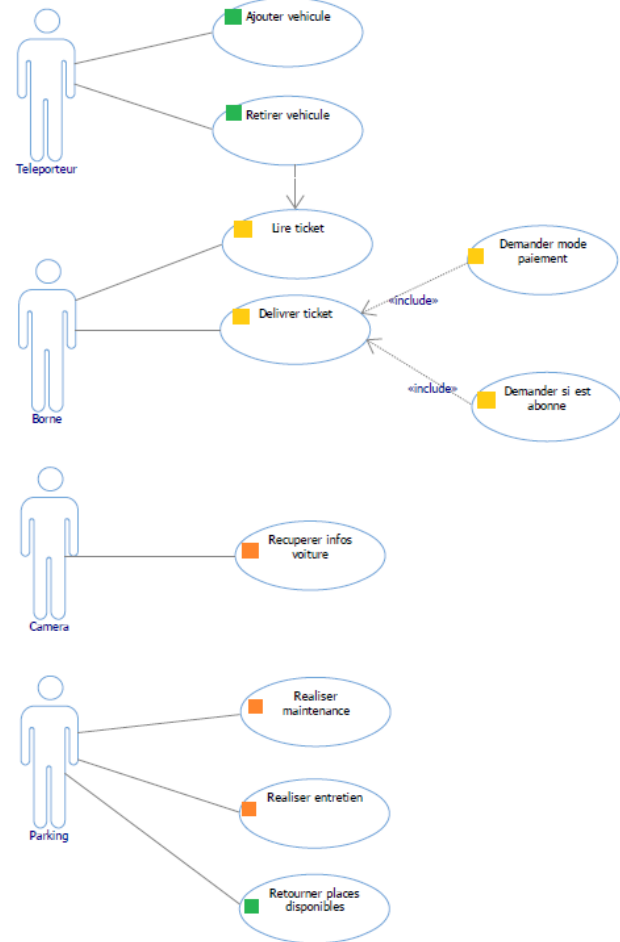 Ajouter vehicule
Retirer vehicule
Teleporteur
Lire ticket
Demander mode
paiement
«include»
Delivrer ticket
«include»
Demander si est
abonne
Borne
Recuperer infos
voiture
Camera
Realiser
maintenance
Realiser entretien
Parking
Retourner places
disponibles